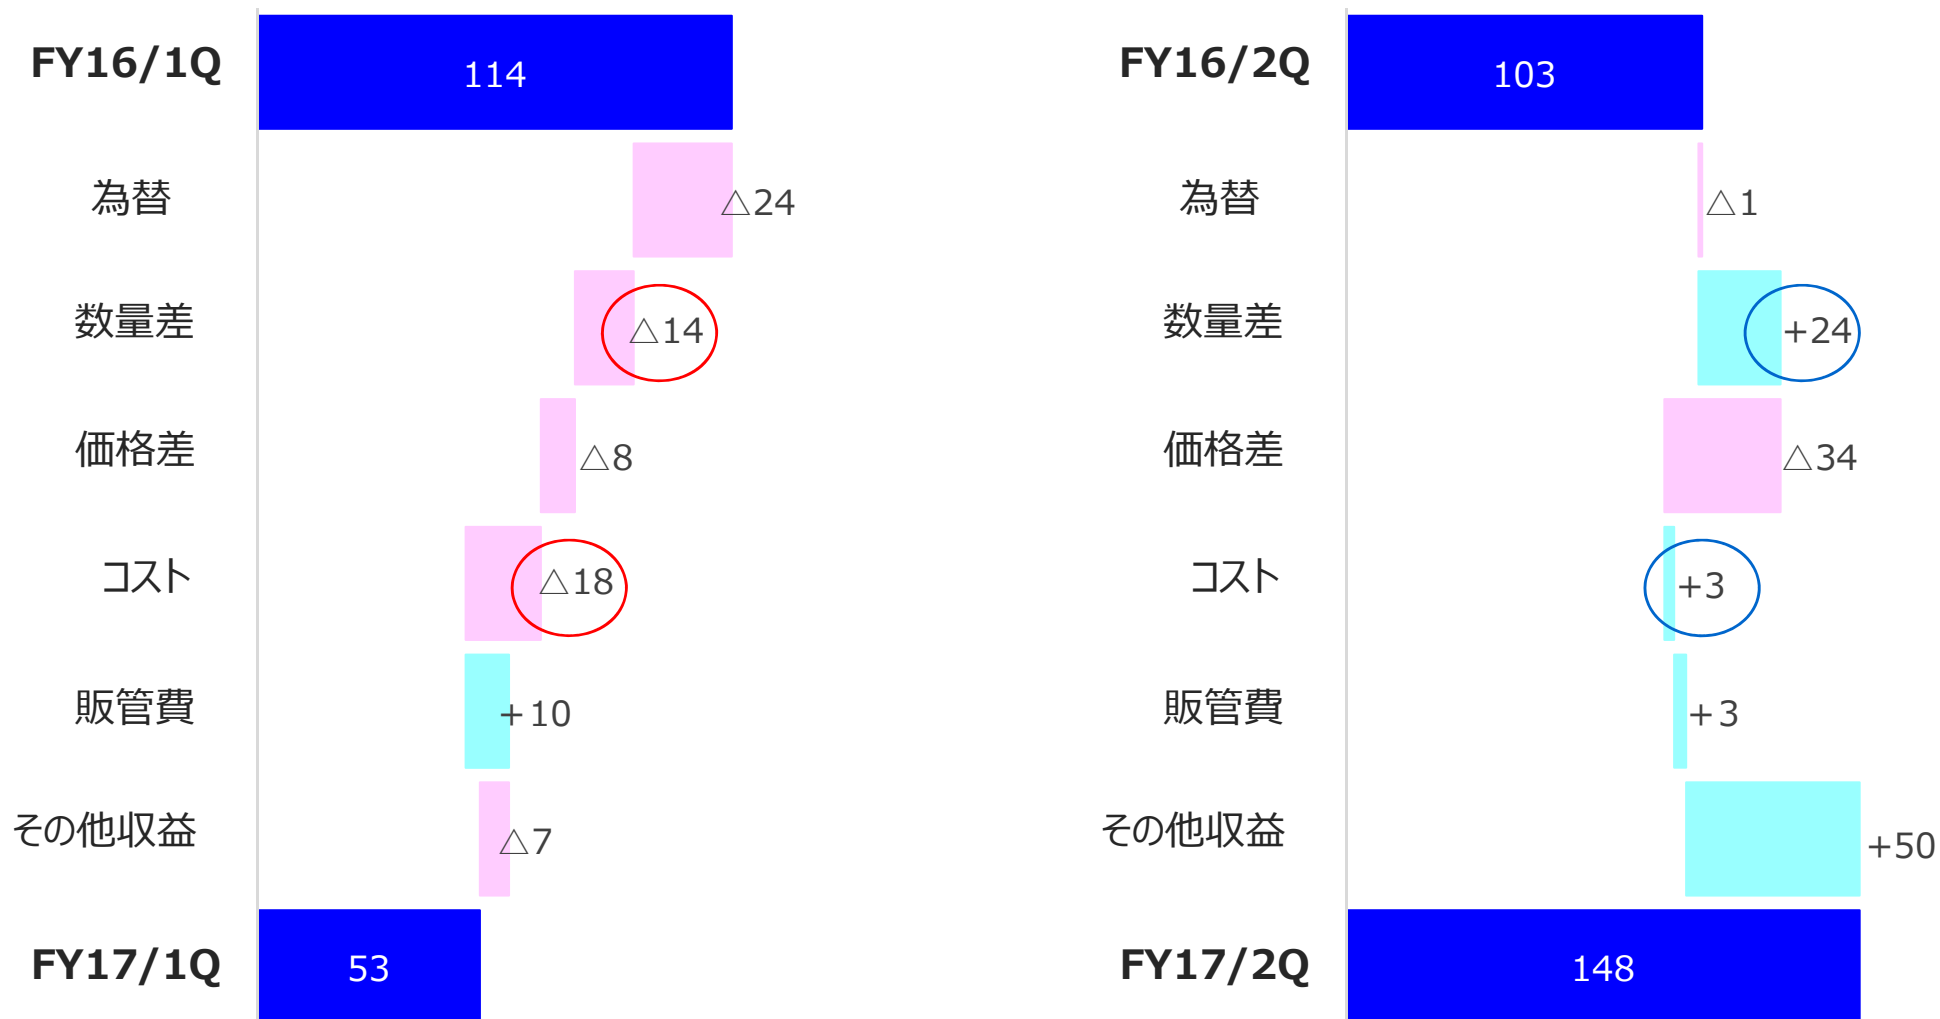 FY16/1Q
114
為替
△24
数量差
△14
価格差
△8
コスト
△18
販管費
+10
その他収益
△7
FY17/1Q
53
FY16/2Q
103
為替
△1
数量差
+24
価格差
△34
コスト
+3
販管費
+3
その他収益
+50
FY17/2Q
148